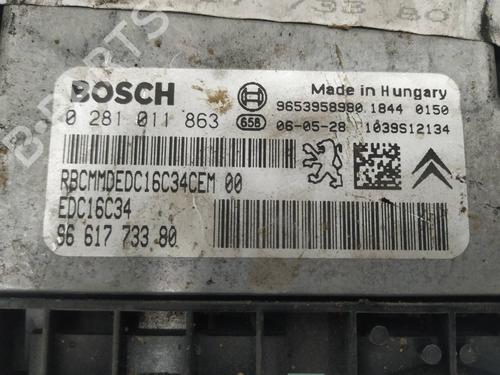 BOSCH
Made in Hungary
9653958980 1844 0150
0 281 011 863
658
06-05-28
1039S12134
RBCMMDEDC16C34CEM 00
EDC16C34
96 617 733 80